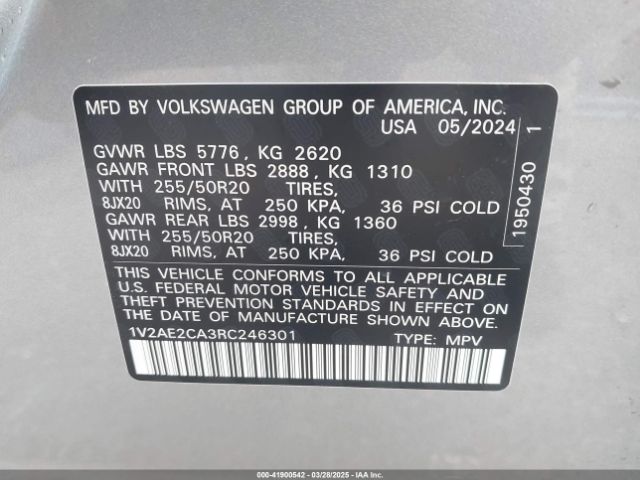 MFD BY VOLKSWAGEN GROUP OF AMERICA, INC.
USA 05/2024
GVWR LBS 5776, KG 2620
GAWR FRONT LBS 2888, KG 1310
WITH 255/50R20 TIRES,
8JX20 RIMS, AT 250 KPA, 36 PSI COLD
GAWR REAR LBS 2998, KG 1360
WITH 255/50R20 TIRES,
8JX20 RIMS, AT 250 KPA, 36 PSI COLD
THIS VEHICLE CONFORMS TO ALL APPLICABLE
U.S. FEDERAL MOTOR VEHICLE SAFETY AND
THEFT PREVENTION STANDARDS IN EFFECT ON
THE DATE OF MANUFACTURE SHOWN ABOVE.
1V2AE2CA3RC246301 TYPE: MPV
1950430 1
000-41900542 - 03/28/2025 - IAAI.COM